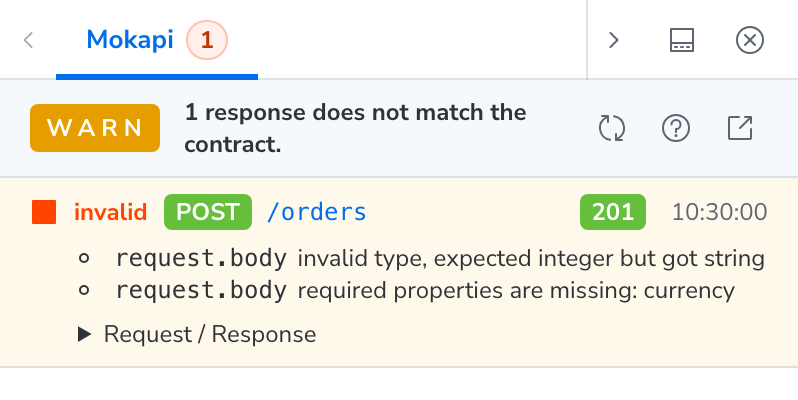 Mokapi 1
WARN 1 response does not match the
contract.
invalid POST /orders 201 10:30:00
request.body invalid type, expected integer but got string
request.body required properties are missing: currency
Request / Response